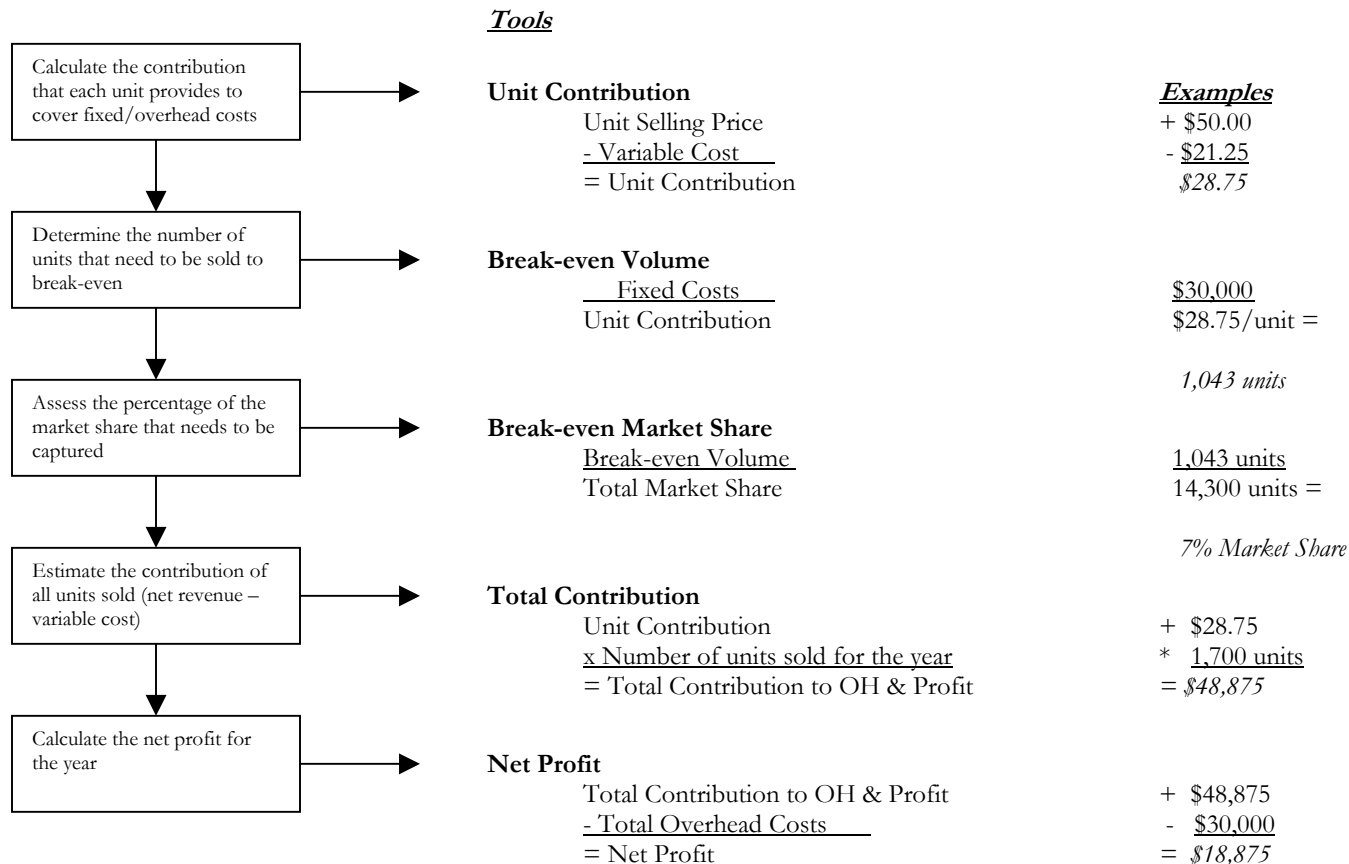 Tools
Calculate the contribution
that each unit provides to
cover fixed/overhead costs
Unit Contribution
Examples
Unit Selling Price
+ $50.00
- Variable Cost
- $21.25
= Unit Contribution
$28.75
Determine the number of
units that need to be sold to
break-even
Break-even Volume
Fixed Costs
$30,000
Unit Contribution
$28.75/unit =
1,043 units
Assess the percentage of the
market share that needs to be
captured
Break-even Market Share
Break-even Volume
1,043 units
Total Market Share
14,300 units =
7% Market Share
Estimate the contribution of
all units sold (net revenue –
variable cost)
Total Contribution
Unit Contribution
+ $28.75
x Number of units sold for the year
* 1,700 units
= Total Contribution to OH & Profit
= $48,875
Calculate the net profit for
the year
Net Profit
Total Contribution to OH & Profit
+ $48,875
- Total Overhead Costs
- $30,000
= Net Profit
= $18,875